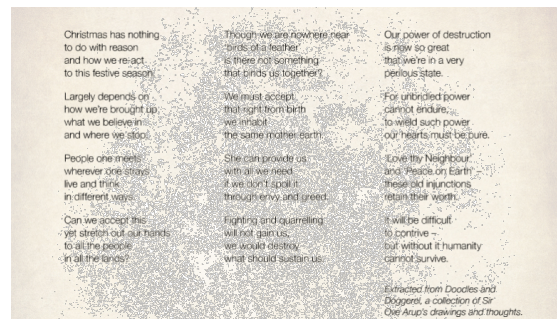 Christmas has nothing
to do with reason
and how we re-act
to this festive season
Largely depends on
how we're brought up,
what we believe in
and where we stop.
People one meets
wherever one strays
live and think
in different ways.
Can we accept this
yet stretch out our hands
to all the people
in all the lands?
Though we are nowhere near
'birds of a feather'
is there not something
that binds us together?
We must accept
that right from birth
we inhabit
the same mother earth.
She can provide us
with all we need
if we don't spoil it
through envy and greed.
Fighting and quarrelling
will not gain us,
we would destroy
what should sustain us.
Our power of destruction
is now so great
that we're in a very
perilous state.
For unbridled power
cannot endure,
to wield such power
our hearts must be pure.
'Love thy Neighbour'
and 'Peace on Earth'
these old injunctions
retain their worth.
It will be difficult
to contrive –
but without it humanity
cannot survive.
Extracted from Doodles and
Doggerel, a collection of Sir
Ove Arup's drawings and thoughts.